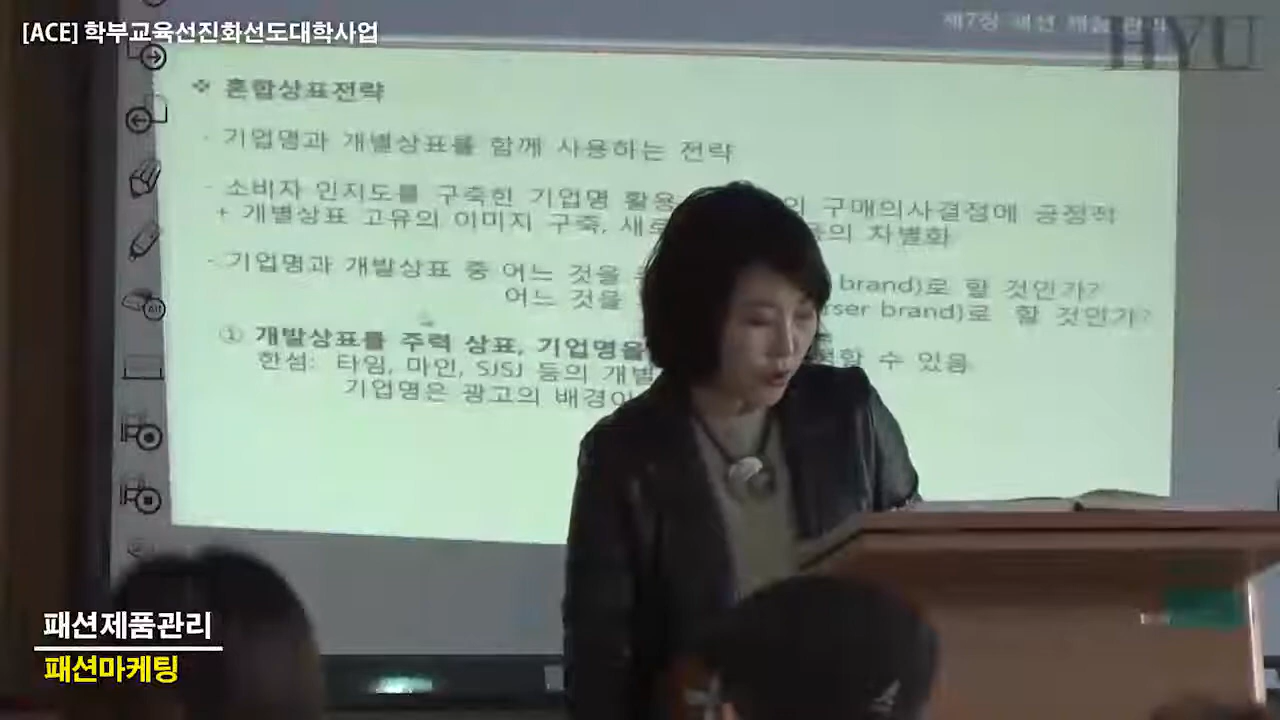 [ACE] 학부교육선진화선도대학사업
제7장 패션 제품 관리
HYU
❖ 혼합상표전략
- 기업명과 개별상표를 함께 사용하는 전략
- 소비자 인지도를 구축한 기업명 활용 의 구매의사결정에 긍정적
+ 개별상표 고유의 이미지 구축, 새로 의 차별화
- 기업명과 개발상표 중 어느 것을 brand)로 할 것인가?
어느 것을 ser brand)로 할 것인가?
① 개발상표를 주력 상표, 기업명을 할 수 있음
한섬: 타임, 마인, SJSJ 등의 개별
기업명은 광고의 배경이
패션제품관리
패션마케팅